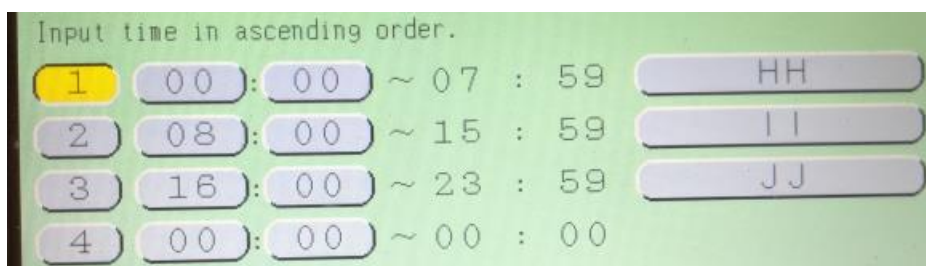 Input time in ascending order.
1 00 : 00 ~ 07 : 59 HH
2 08 : 00 ~ 15 : 59 II
3 16 : 00 ~ 23 : 59 JJ
4 00 : 00 ~ 00 : 00